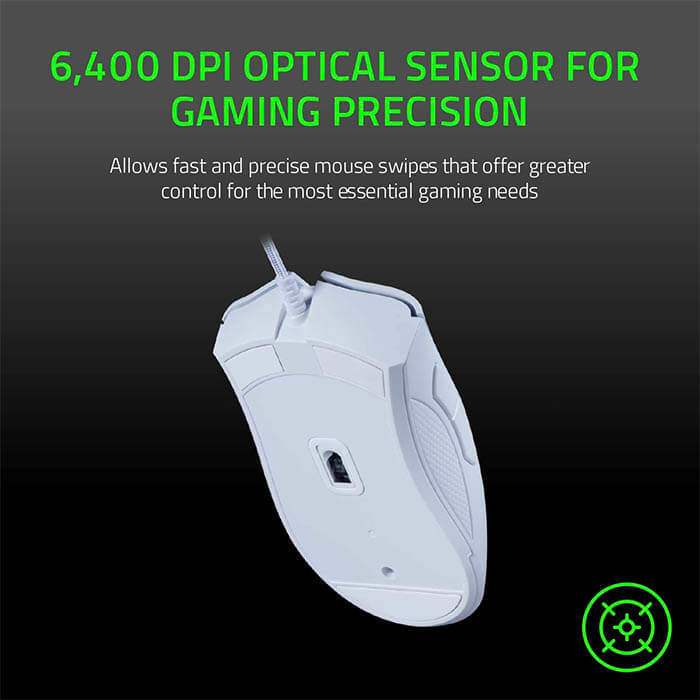 6,400 DPI OPTICAL SENSOR FOR
GAMING PRECISION
Allows fast and precise mouse swipes that offer greater
control for the most essential gaming needs